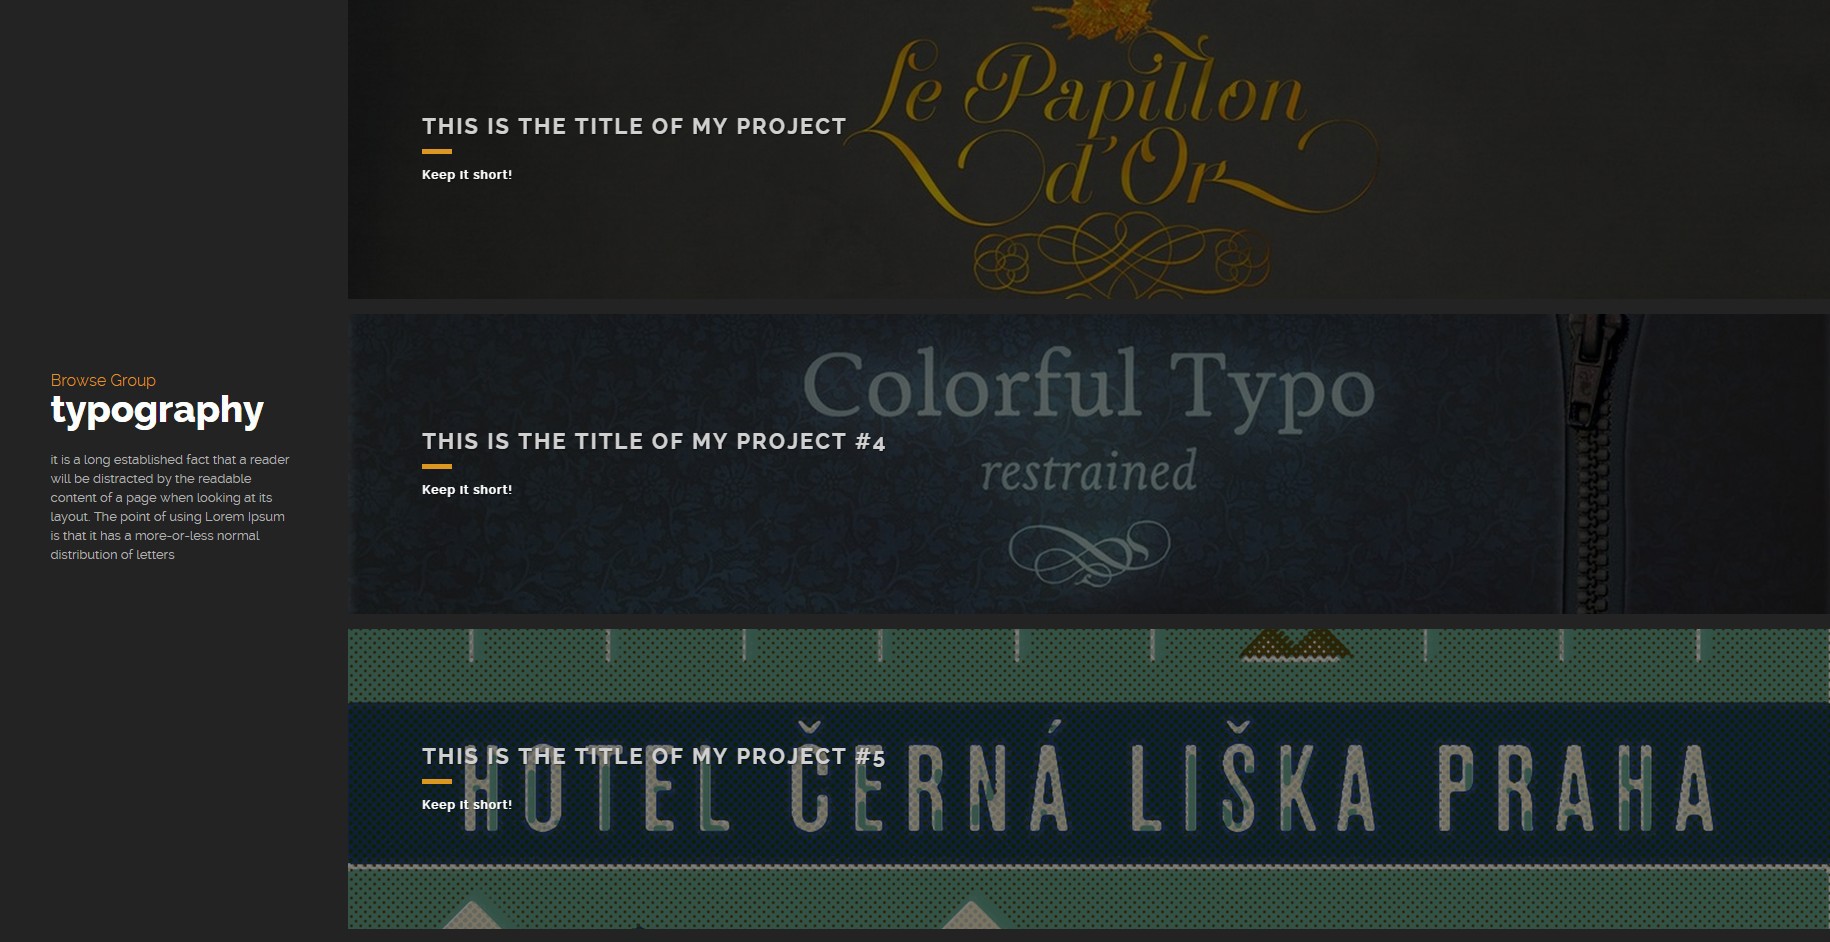 Browse Group
typography
it is a long established fact that a reader
will be distracted by the readable
content of a page when looking at its
layout. The point of using Lorem Ipsum
is that it has a more-or-less normal
distribution of letters
Le Papillon
d'Or
THIS IS THE TITLE OF MY PROJECT
Keep it short!
Colorful Typo
restrained
THIS IS THE TITLE OF MY PROJECT #4
Keep it short!
THIS IS THE TITLE OF MY PROJECT #5
Keep it short!
HOTEL ČERNÁ LIŠKA PRAHA